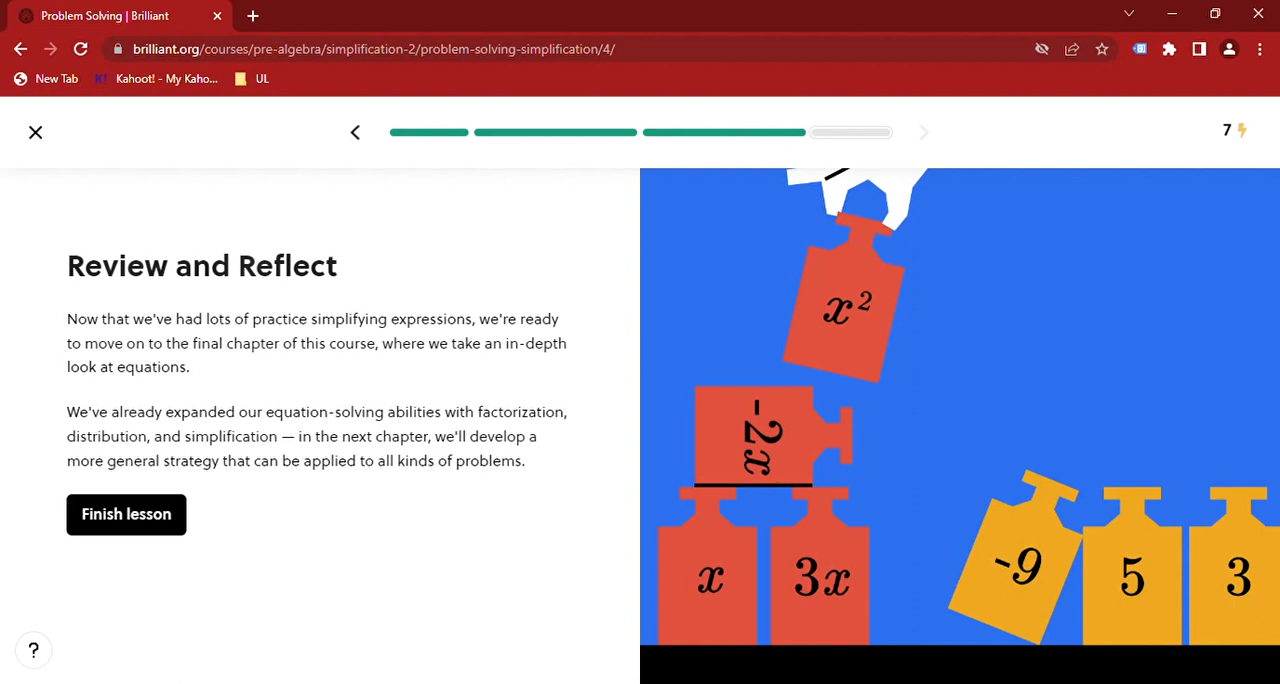 Problem Solving | Brilliant
brilliant.org/courses/pre-algebra/simplification-2/problem-solving-simplification/4/
New Tab
K! Kahoot! - My Kaho...
UL
7
Review and Reflect
Now that we've had lots of practice simplifying expressions, we're ready
to move on to the final chapter of this course, where we take an in-depth
look at equations.
We've already expanded our equation-solving abilities with factorization,
distribution, and simplification — in the next chapter, we'll develop a
more general strategy that can be applied to all kinds of problems.
Finish lesson
?
x²
-2x
x
3x
-9
5
3